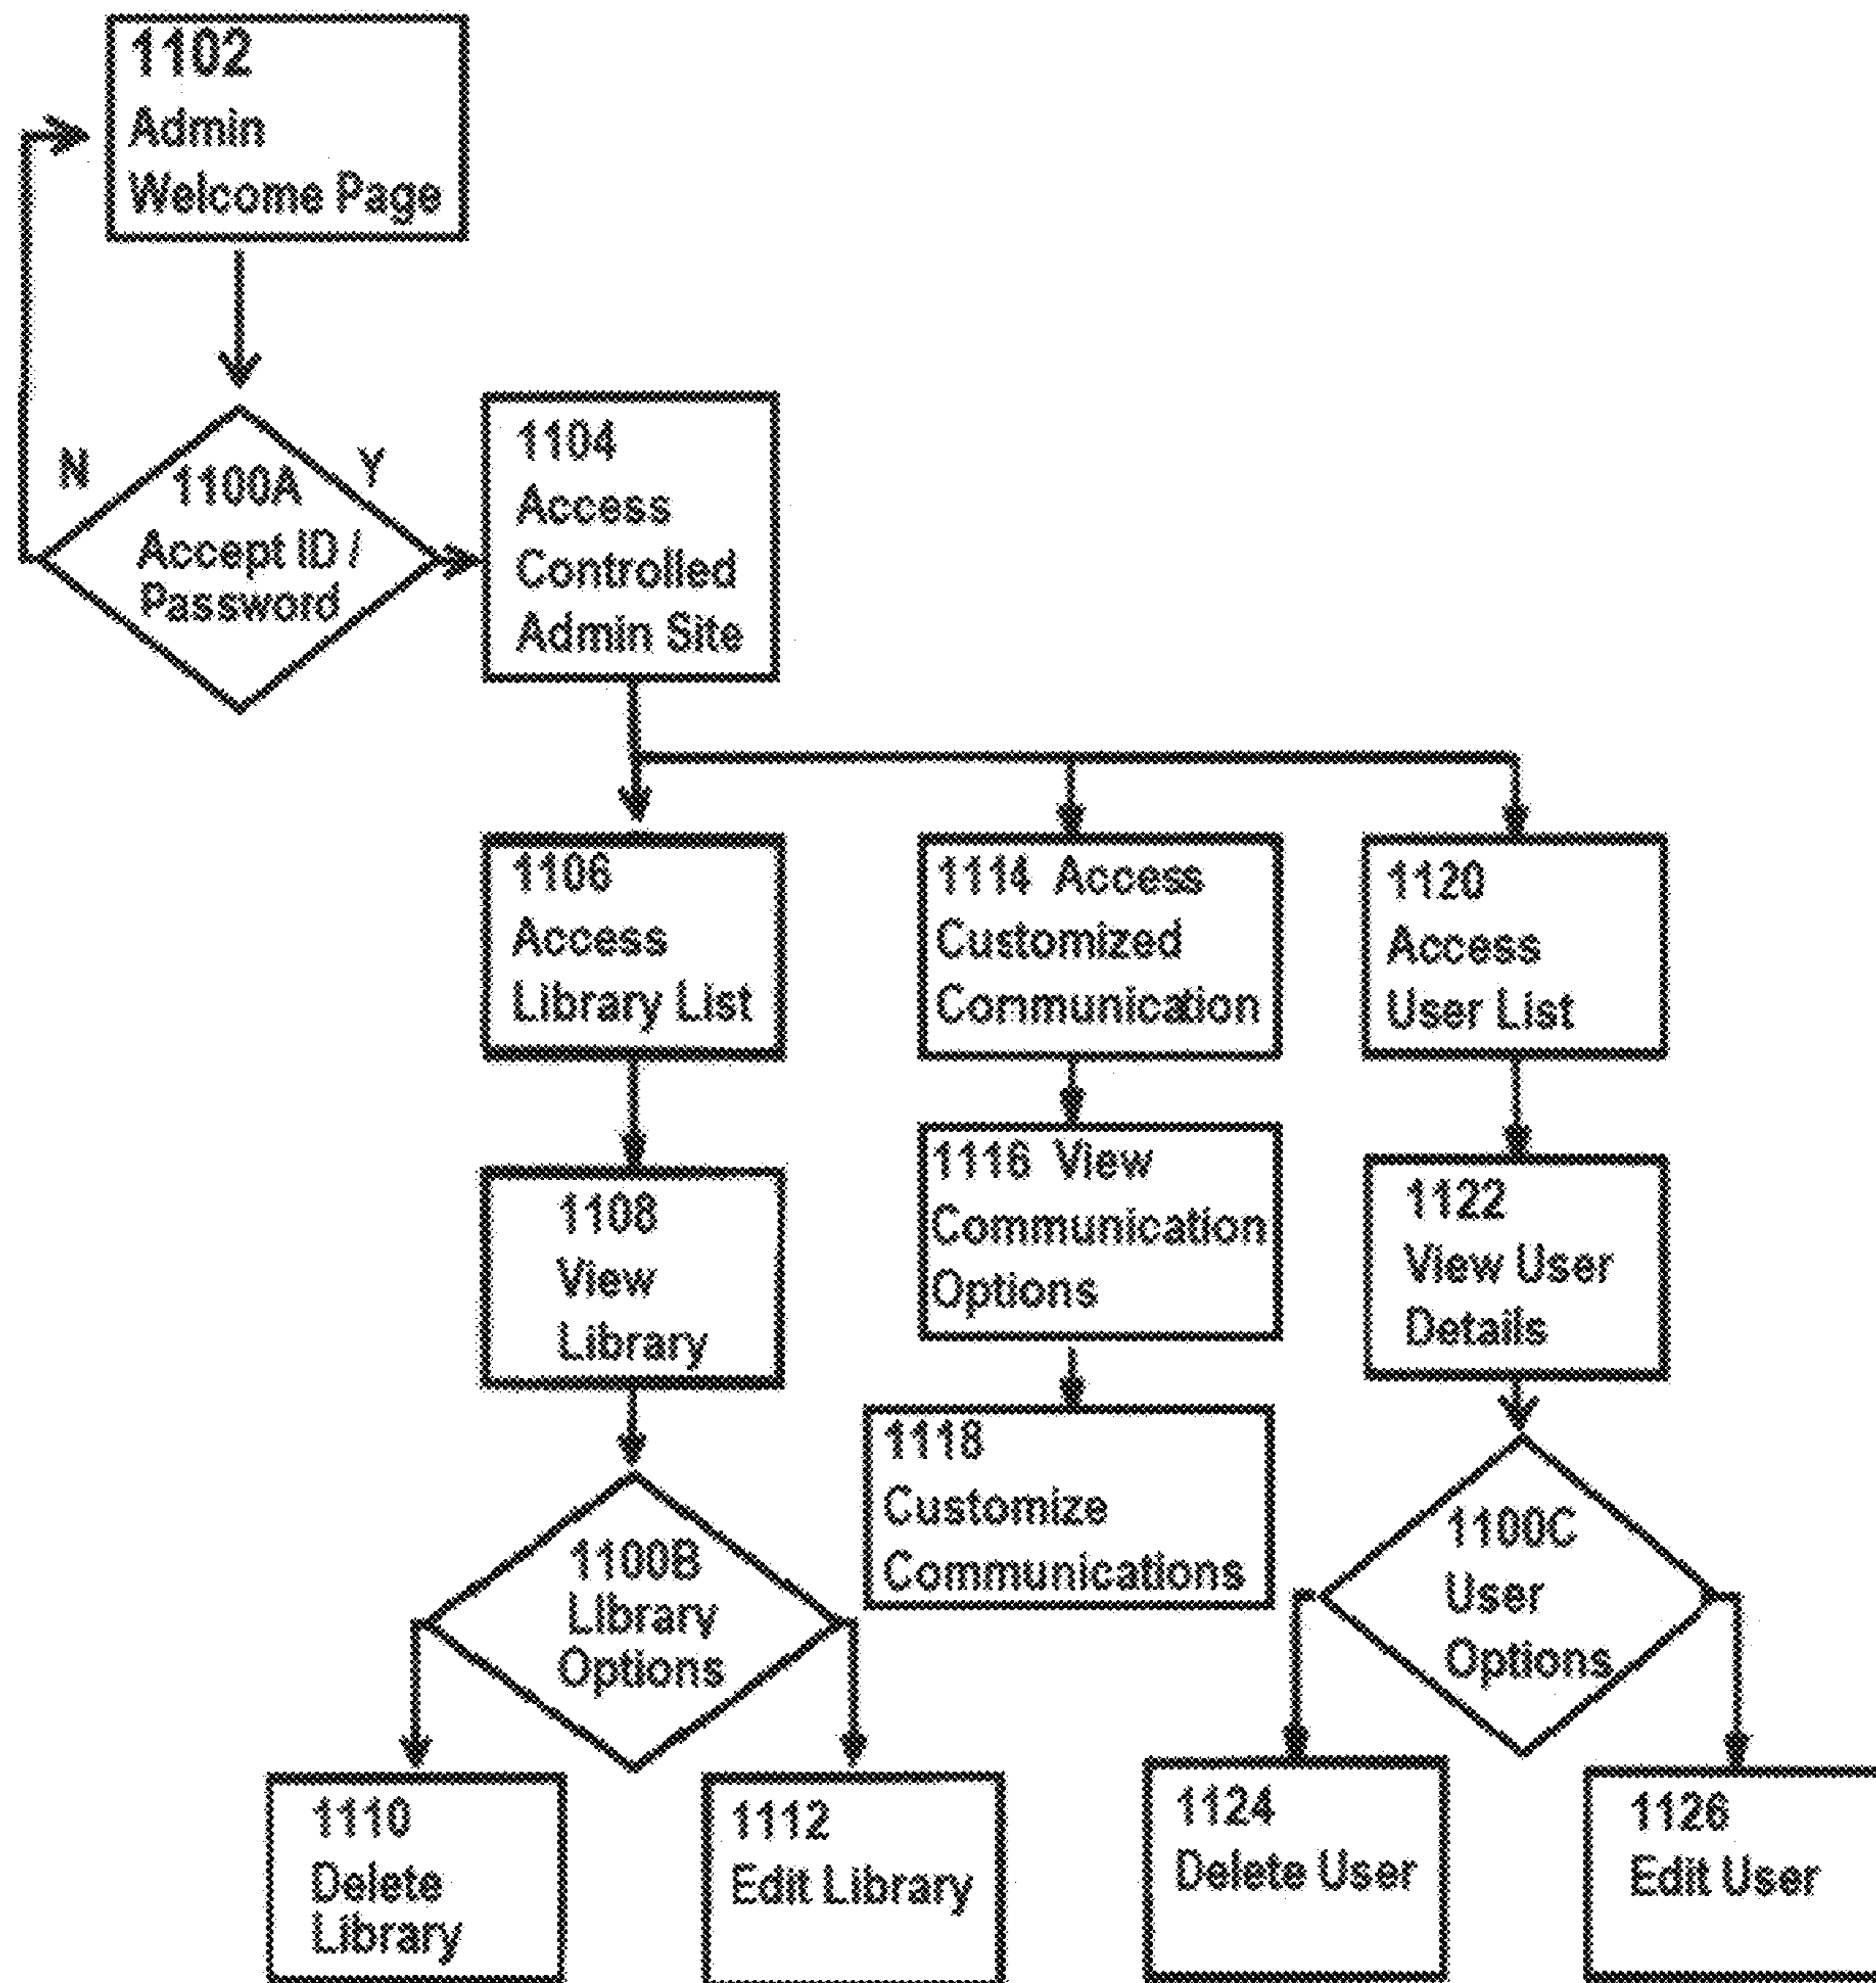 1102
Admin
Welcome Page
N
Y
1100A
Accept ID /
Password
1104
Access
Controlled
Admin Site
1106
Access
Library List
1114 Access
Customized
Communication
1120
Access
User List
1108
View
Library
1116 View
Communication
Options
1122
View User
Details
1118
Customize
Communications
1100B
Library
Options
1100C
User
Options
1110
Delete
Library
1112
Edit Library
1124
Delete User
1126
Edit User